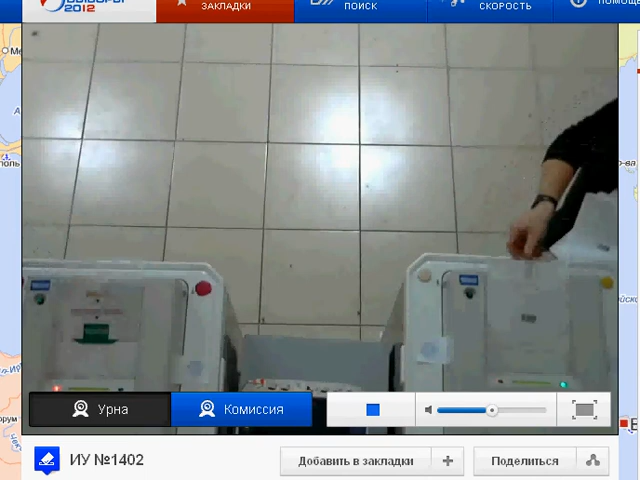 2012
ЗАКЛАДКИ
ПОИСК
СКОРОСТЬ
Урна
Комиссия
ИУ №1402
Добавить в закладки
Поделиться